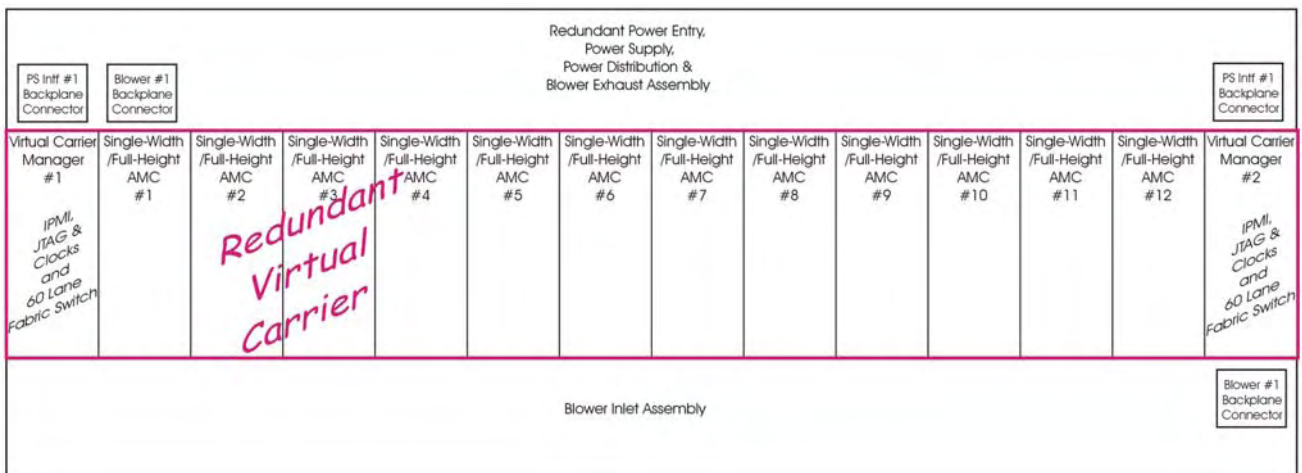 Redundant Power Entry,
Power Supply,
Power Distribution &
Blower Exhaust Assembly
PS Intf #1
Backplane
Connector
Blower #1
Backplane
Connector
PS Intf #1
Backplane
Connector
Virtual Carrier
Manager
#1
IPMI,
JTAG &
Clocks
and
60 Lane
Fabric Switch
Single-Width
/Full-Height
AMC
#1
Single-Width
/Full-Height
AMC
#2
Single-Width
/Full-Height
AMC
#3
Single-Width
/Full-Height
AMC
#4
Single-Width
/Full-Height
AMC
#5
Single-Width
/Full-Height
AMC
#6
Single-Width
/Full-Height
AMC
#7
Single-Width
/Full-Height
AMC
#8
Single-Width
/Full-Height
AMC
#9
Single-Width
/Full-Height
AMC
#10
Single-Width
/Full-Height
AMC
#11
Single-Width
/Full-Height
AMC
#12
Virtual Carrier
Manager
#2
IPMI,
JTAG &
Clocks
and
60 Lane
Fabric Switch
Redundant
Virtual
Carrier
Blower Inlet Assembly
Blower #1
Backplane
Connector